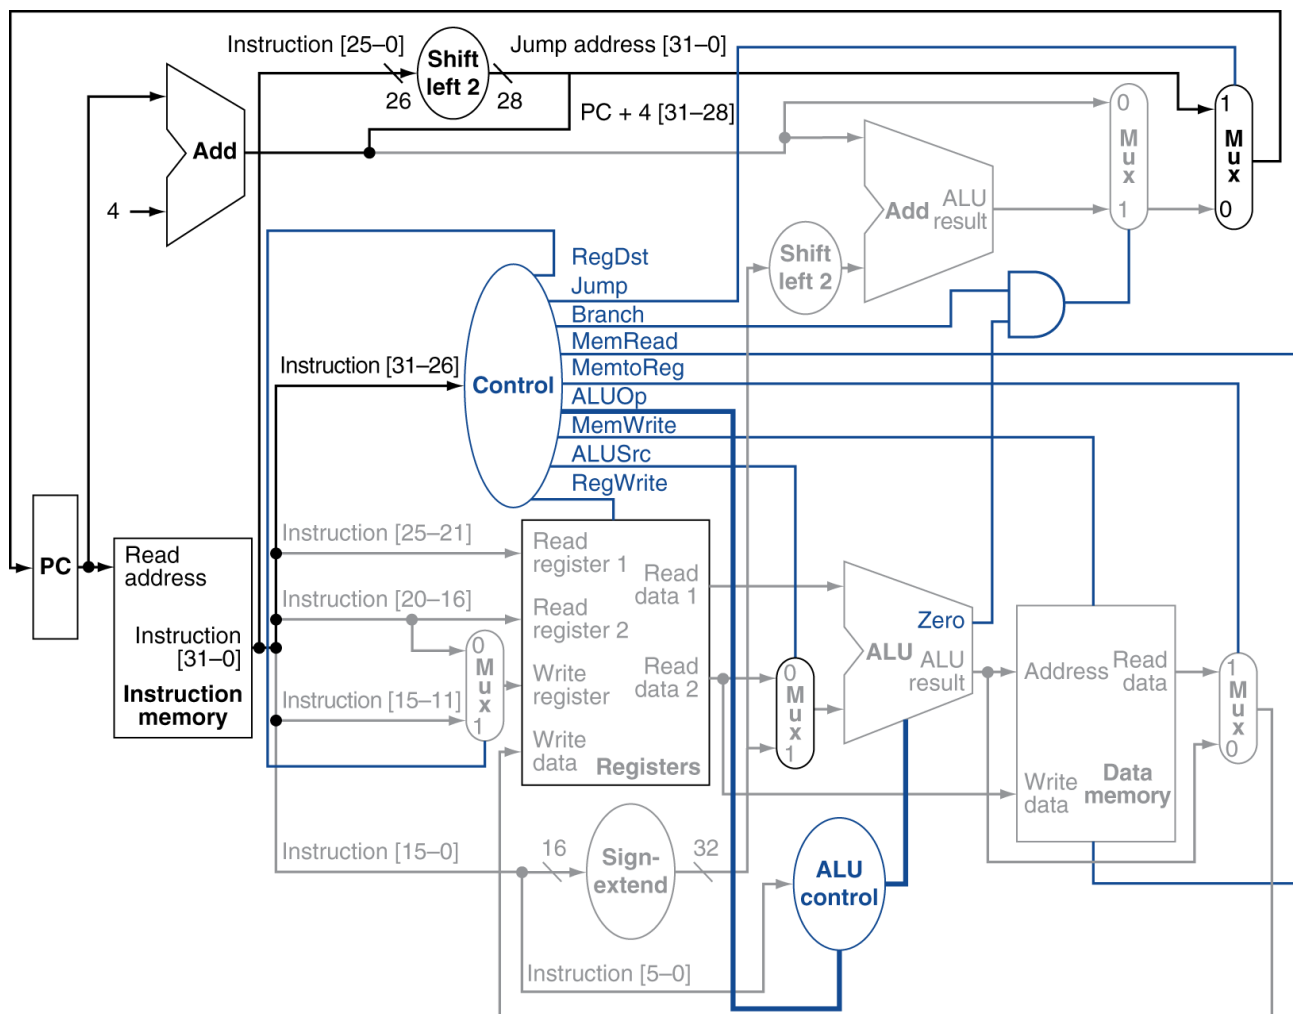 Instruction [25–0]
Shift
left 2
Jump address [31–0]
26
28
PC + 4 [31–28]
Add
4
0
M
u
x
1
1
M
u
x
0
Add
ALU
result
Shift
left 2
RegDst
Jump
Branch
MemRead
MemtoReg
ALUOp
MemWrite
ALUSrc
RegWrite
Instruction [31–26]
Control
PC
Read
address
Instruction
[31–0]
Instruction
memory
Instruction [25–21]
Instruction [20–16]
Instruction [15–11]
0
M
u
x
1
Read
register 1
Read
register 2
Write
register
Write
data
Read
data 1
Read
data 2
Registers
0
M
u
x
1
Zero
ALU
ALU
result
Address
Read
data
Write
data
Data
memory
1
M
u
x
0
Instruction [15–0]
16
Sign-
extend
32
ALU
control
Instruction [5–0]